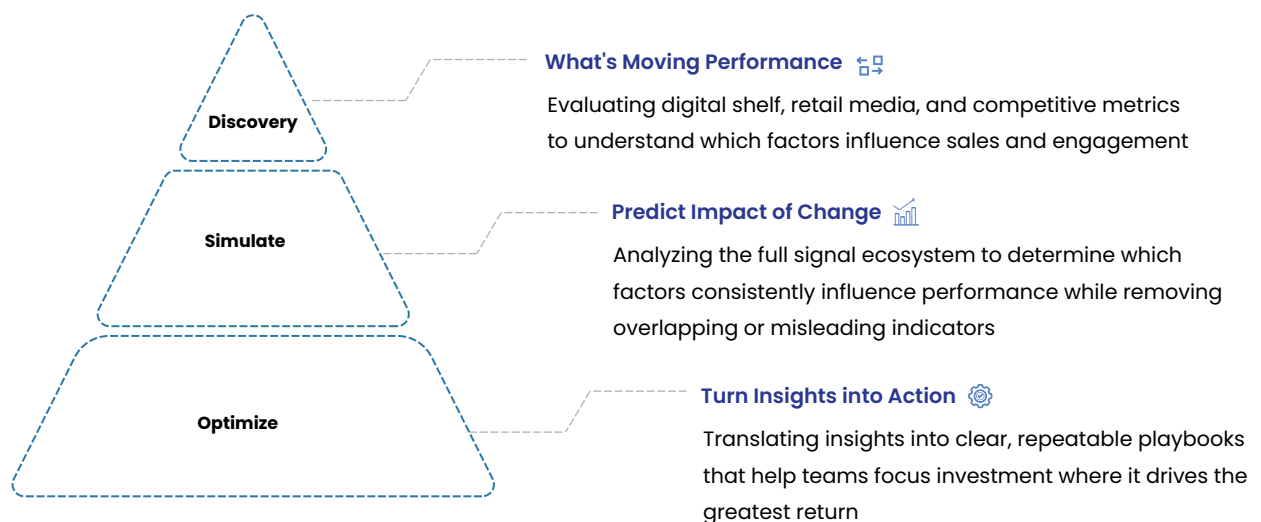 Discovery
What's Moving Performance
Evaluating digital shelf, retail media, and competitive metrics
to understand which factors influence sales and engagement
Simulate
Predict Impact of Change
Analyzing the full signal ecosystem to determine which
factors consistently influence performance while removing
overlapping or misleading indicators
Optimize
Turn Insights into Action
Translating insights into clear, repeatable playbooks
that help teams focus investment where it drives the
greatest return